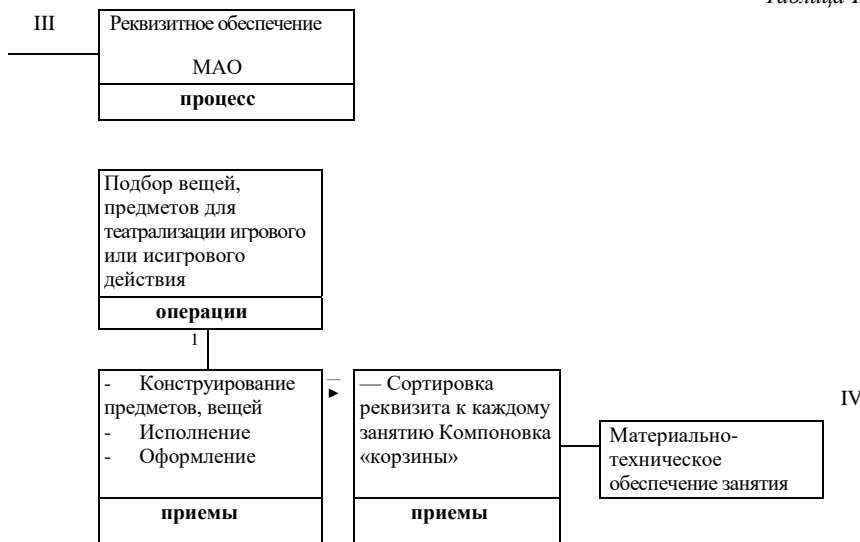 Таблица
III
Реквизитное обеспечение
МАО
процесс
Подбор вещей,
предметов для
театрализации игрового
или исигрового
действия
операции
1
- Конструирование
предметов, вещей
- Исполнение
- Оформление
приемы
— Сортировка
реквизита к каждому
занятию Компоновка
«корзины»
приемы
Материально-
техническое
обеспечение занятия
IV